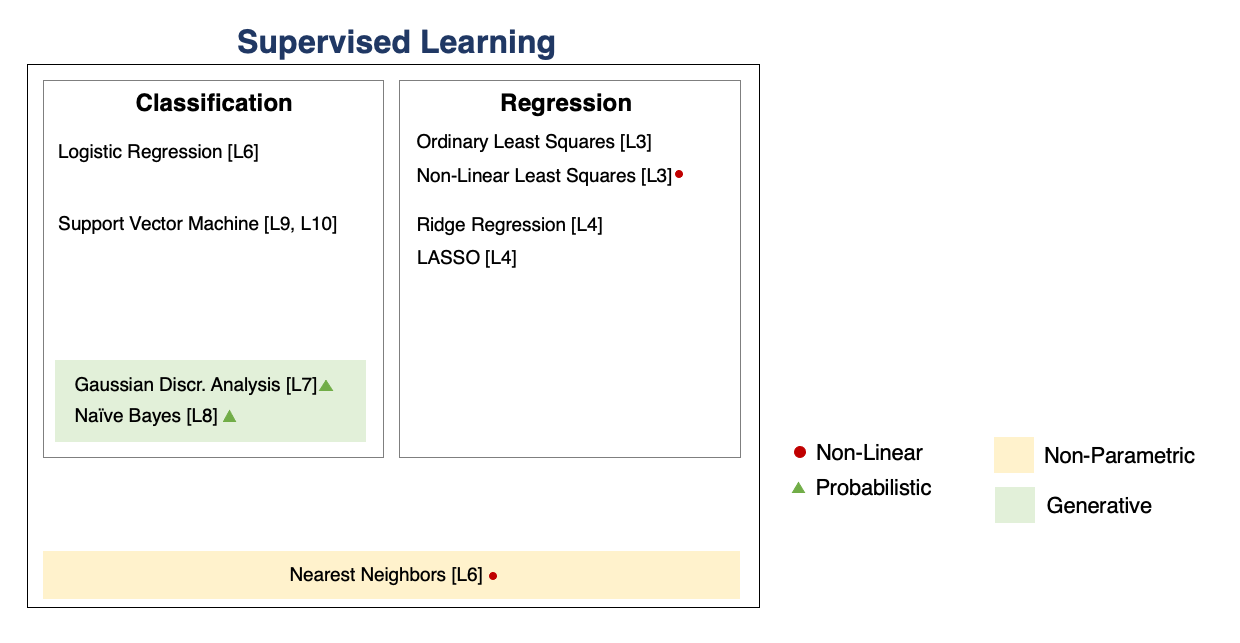 Supervised Learning
Classification
Logistic Regression [L6]
Support Vector Machine [L9, L10]
Gaussian Discr. Analysis [L7]
Naïve Bayes [L8]
Regression
Ordinary Least Squares [L3]
Non-Linear Least Squares [L3]
Ridge Regression [L4]
LASSO [L4]
Nearest Neighbors [L6]
Non-Linear
Probabilistic
Non-Parametric
Generative